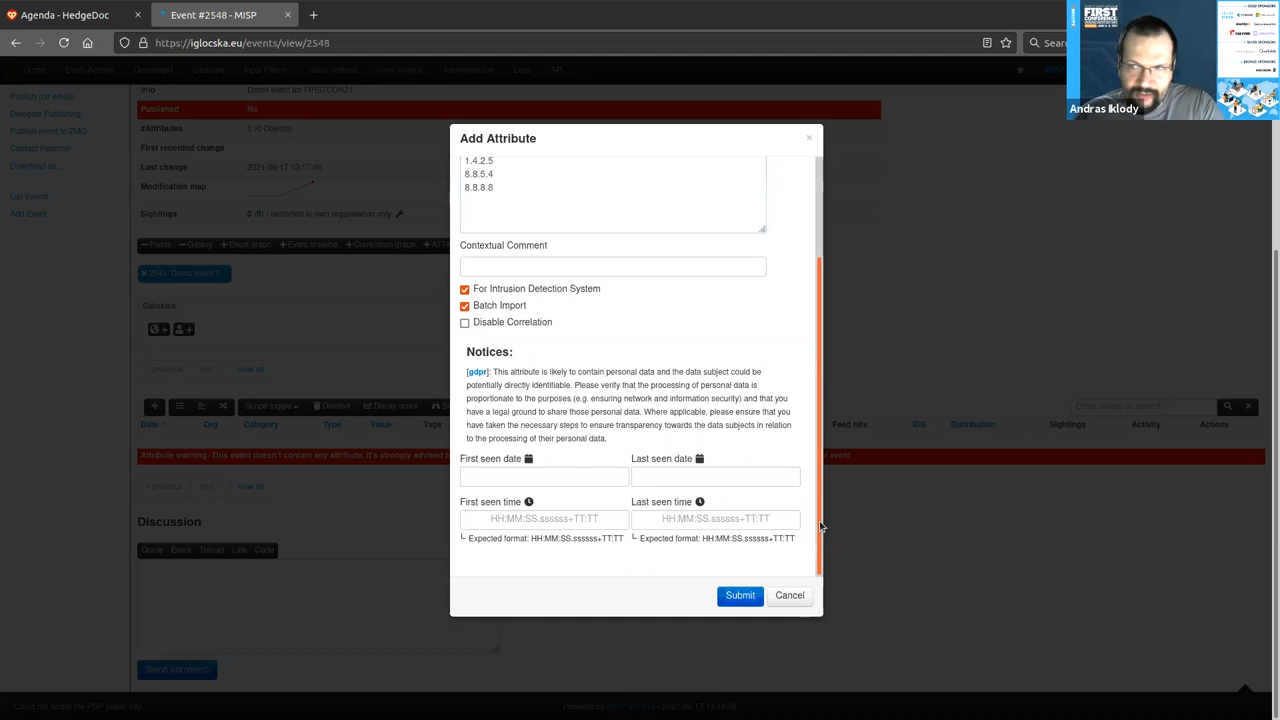 Agenda - HedgeDoc
Event #2548 - MISP
https://iglocska.eu/events/view/2548
Sear
FIRST
CONFERENCE
Andras Iklody
Home
Event Actions
Dashboard
Galaxies
Input Filters
Logs
MISP
Publish (no email)
Delegate Publishing
Publish event to ZMQ
Contact Reporter
Download as...
List Events
Add Event
Info
Demo event for FIRSTCON21
Published
No
#Attributes
0 (0 Objects)
First recorded change
Last change
2021-06-17 13:17:46
Modification map
Sightings
0 (0) - restricted to own organisation only.
Pivots
Galaxy
Event graph
Event timeline
Correlation graph
Galaxies
« previous
next
view all
Scope toggle
Deleted
Decay score
Enter value to search
Date
Org
Category
Type
Value
Tags
Feed hits
IDS
Distribution
Sightings
Activity
Actions
Attribute warning: This event doesn't contain any attribute. It's strongly advised
event
« previous
next
view all
Discussion
Quote
Event
Thread
Link
Code
Send comment
Could not locate the PGP public key.
Powered by MISP 2.4.144 - 2021-06-17 13:18:36
Add Attribute
×
1.4.2.5
8.8.5.4
8.8.8.8
Contextual Comment
For Intrusion Detection System
Batch Import
Disable Correlation
Notices:
[gdpr]: This attribute is likely to contain personal data and the data subject could be
potentially directly identifiable. Please verify that the processing of personal data is
proportionate to the purposes (e.g. ensuring network and information security) and that you
have a legal ground to share those personal data. Where applicable, please ensure that you
have taken the necessary steps to ensure transparency towards the data subjects in relation
to the processing of their personal data.
First seen date
Last seen date
First seen time
Last seen time
HH:MM:SS.ssssss+TT:TT
HH:MM:SS.ssssss+TT:TT
Expected format: HH:MM:SS.ssssss+TT:TT
Expected format: HH:MM:SS.ssssss+TT:TT
Submit
Cancel